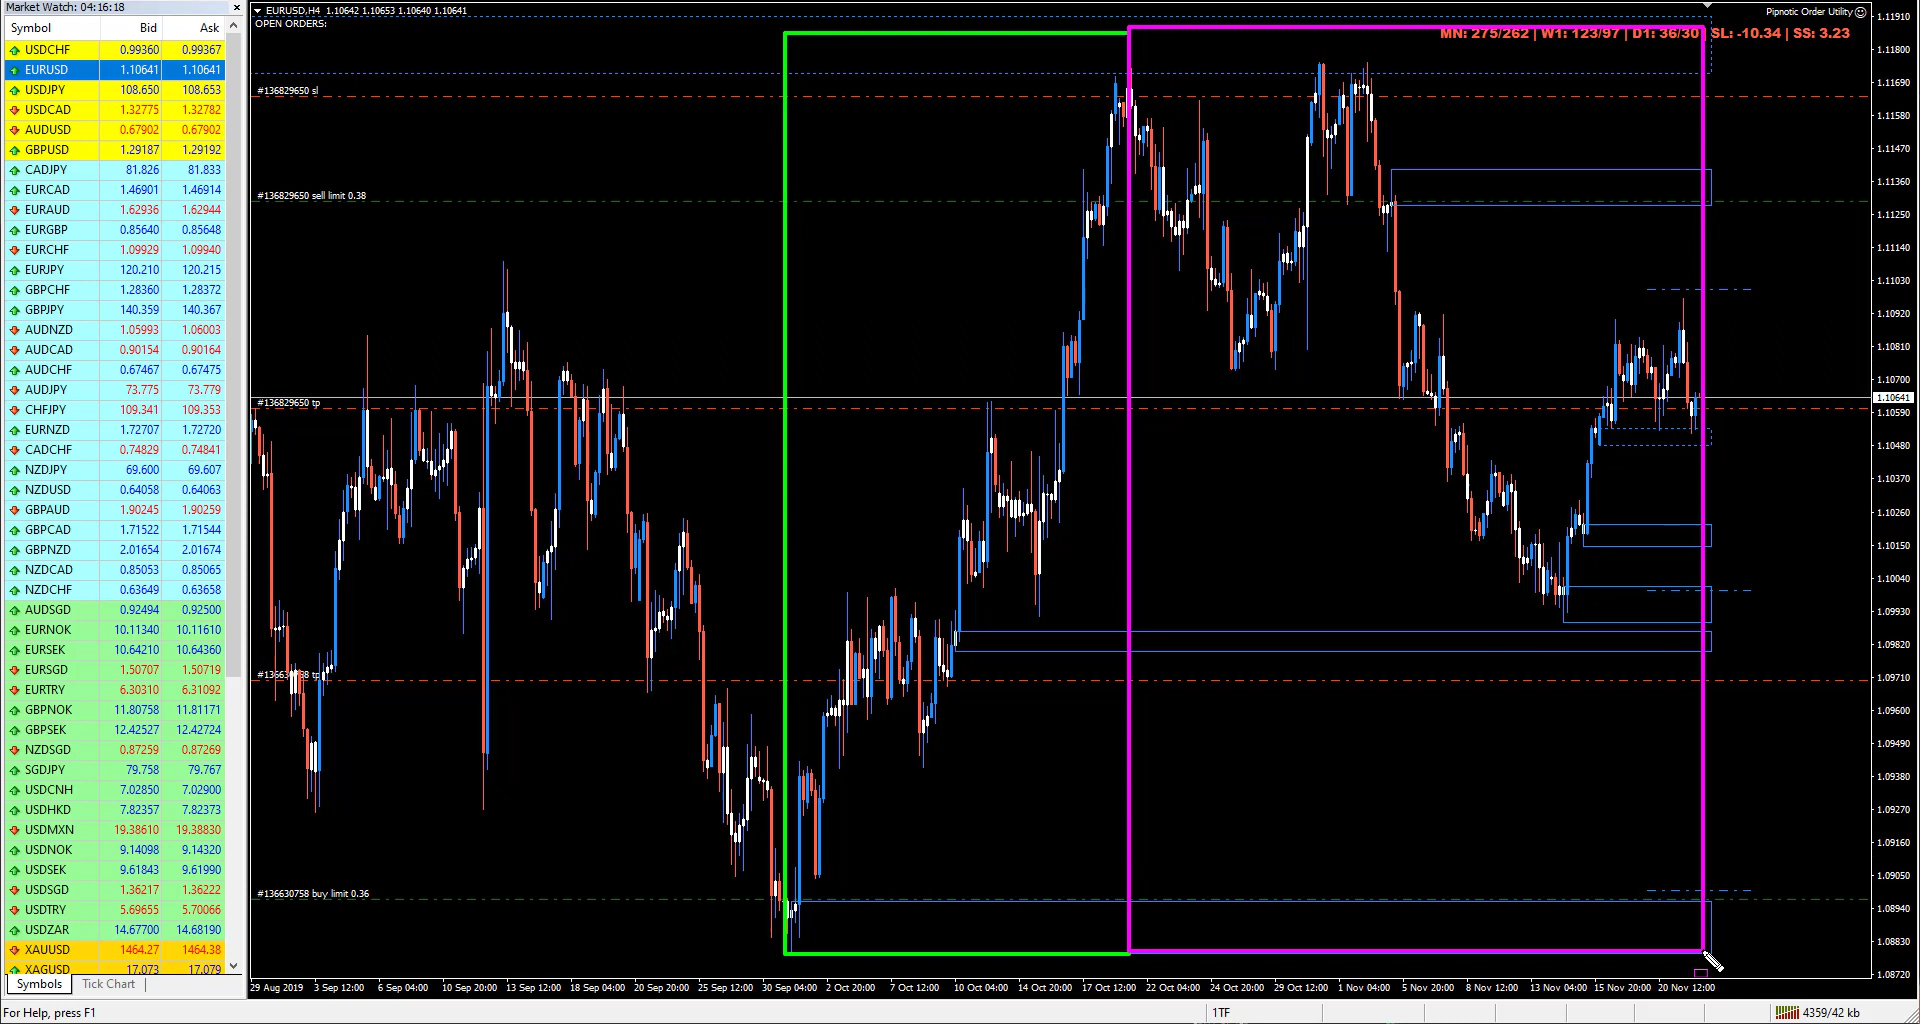 Market Watch: 04:16:18
Symbol Bid Ask
USDCHF 0.99360 0.99367
EURUSD 1.10641 1.10641
USDJPY 108.650 108.653
USDCAD 1.32775 1.32782
AUDUSD 0.67902 0.67902
GBPUSD 1.29187 1.29192
CADJPY 81.826 81.833
EURCAD 1.46901 1.46914
EURAUD 1.62936 1.62944
EURGBP 0.85640 0.85648
EURCHF 1.09929 1.09940
EURJPY 120.210 120.215
GBPCHF 1.28360 1.28372
GBPJPY 140.359 140.367
AUDNZD 1.05993 1.06003
AUDCAD 0.90154 0.90164
AUDCHF 0.67467 0.67475
AUDJPY 73.775 73.779
CHFJPY 109.341 109.353
EURNZD 1.72707 1.72720
CADCHF 0.74829 0.74841
NZDJPY 69.600 69.607
NZDUSD 0.64058 0.64063
GBPAUD 1.90245 1.90259
GBPCAD 1.71522 1.71544
GBPNZD 2.01654 2.01674
NZDCAD 0.85053 0.85065
NZDCHF 0.63649 0.63658
AUDSGD 0.92494 0.92500
EURNOK 10.11340 10.11610
EURSEK 10.64210 10.64360
EURSGD 1.50707 1.50719
EURTRY 6.30310 6.31092
GBPNOK 11.80758 11.81171
GBPSEK 12.42527 12.42724
NZDSGD 0.87259 0.87269
SGDJPY 79.758 79.767
USDCNH 7.02850 7.02900
USDHKD 7.82357 7.82373
USDMXN 19.38610 19.38830
USDNOK 9.14098 9.14320
USDSEK 9.61843 9.61990
USDSGD 1.36217 1.36222
USDTRY 5.69655 5.70066
USDZAR 14.67700 14.68190
XAUUSD 1464.27 1464.38
XAGUSD 17.073 17.079
Symbols Tick Chart
For Help, press F1
EURUSD,H4 1.10642 1.10653 1.10640 1.10641
OPEN ORDERS:
Pipnotic Order Utility
MN: 275/262 | W1: 123/97 | D1: 36/30 | SL: -10.34 | SS: 3.23
#136829650 sl
#136829650 sell limit 0.38
#136829650 tp
#136630758 tp
#136630758 buy limit 0.36
1.11910
1.11800
1.11690
1.11580
1.11470
1.11360
1.11250
1.11140
1.11030
1.10920
1.10810
1.10700
1.10641
1.10590
1.10480
1.10370
1.10260
1.10150
1.10040
1.09930
1.09820
1.09710
1.09600
1.09490
1.09380
1.09270
1.09160
1.09050
1.08940
1.08830
1.08720
29 Aug 2019 3 Sep 12:00 6 Sep 04:00 10 Sep 20:00 13 Sep 12:00 18 Sep 04:00 20 Sep 20:00 25 Sep 12:00 30 Sep 04:00 2 Oct 20:00 7 Oct 12:00 10 Oct 04:00 14 Oct 20:00 17 Oct 12:00 22 Oct 04:00 24 Oct 20:00 29 Oct 12:00 1 Nov 04:00 5 Nov 20:00 8 Nov 12:00 13 Nov 04:00 15 Nov 20:00 20 Nov 12:00
1TF
4359/42 kb